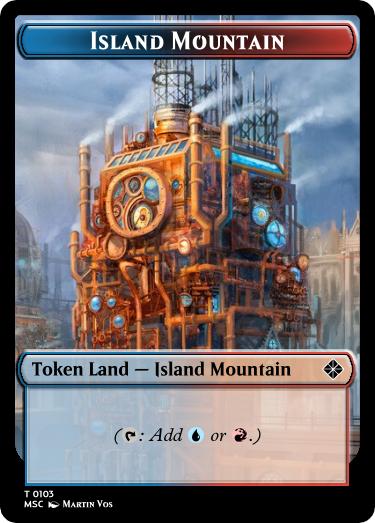 Island Mountain
Token Land — Island Mountain
(: Add or .)
T 0103
MSC Martin Vos